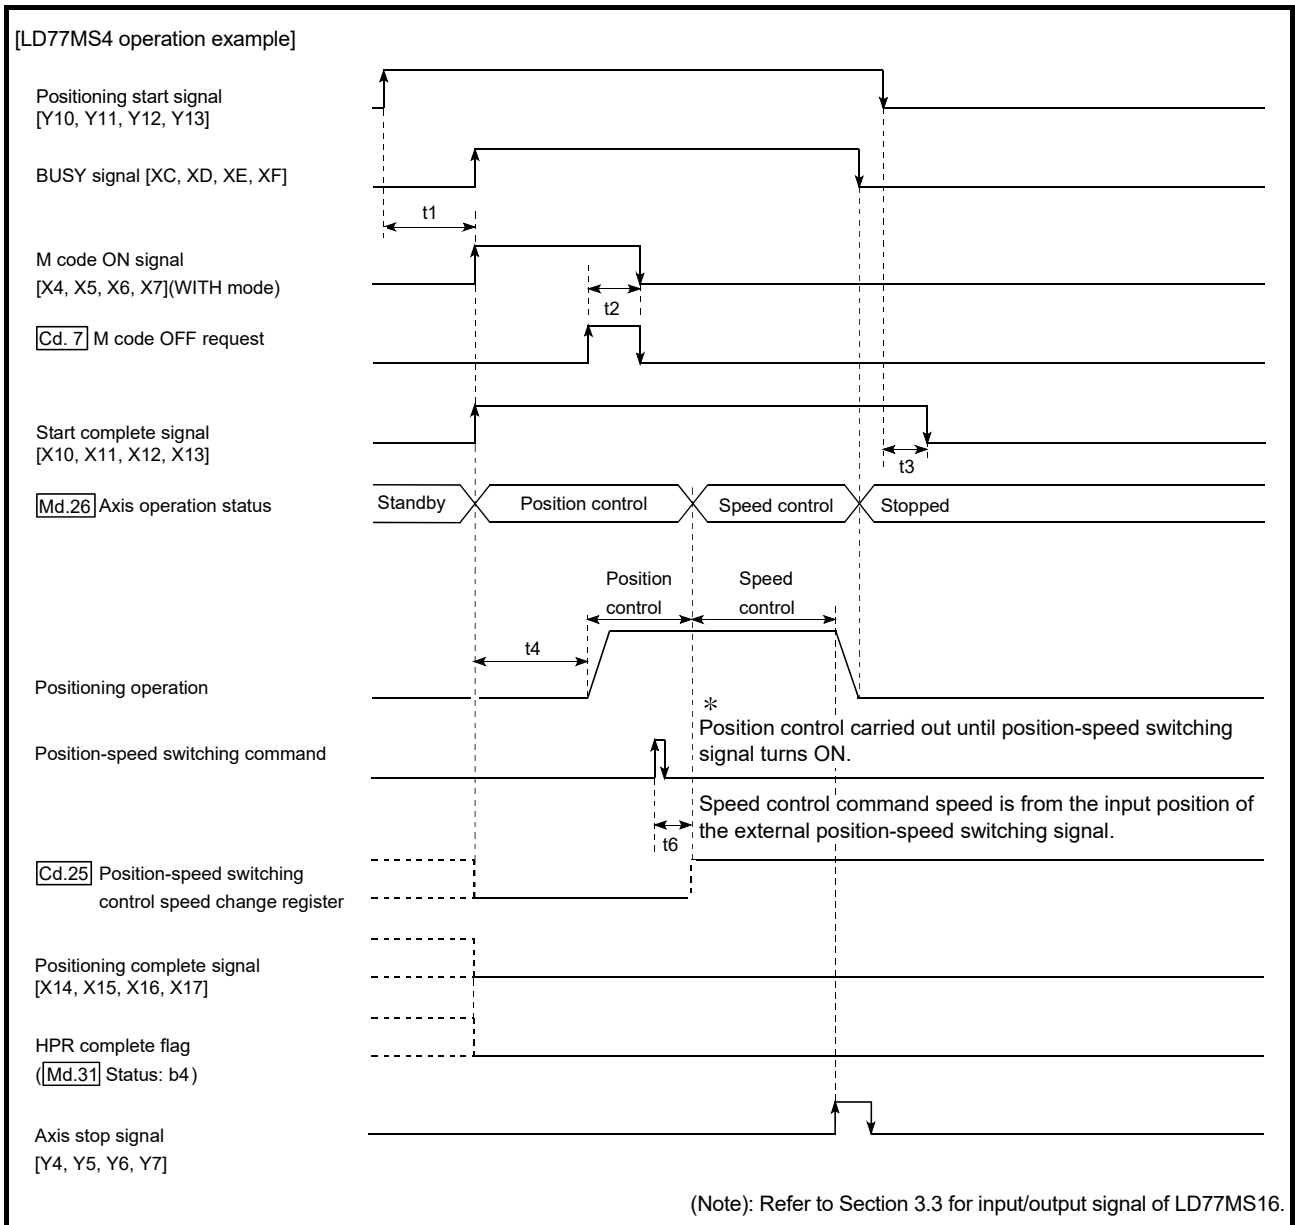 [LD77MS4 operation example]
Positioning start signal
[Y10, Y11, Y12, Y13]
BUSY signal [XC, XD, XE, XF]
t1
M code ON signal
[X4, X5, X6, X7](WITH mode)
t2
Cd. 7 M code OFF request
Start complete signal
[X10, X11, X12, X13]
t3
Md.26 Axis operation status
Standby
Position control
Speed control
Stopped
Position
control
Speed
control
t4
Positioning operation
*
Position control carried out until position-speed switching
signal turns ON.
Position-speed switching command
Speed control command speed is from the input position of
the external position-speed switching signal.
t6
Cd.25 Position-speed switching
control speed change register
Positioning complete signal
[X14, X15, X16, X17]
HPR complete flag
(Md.31 Status: b4)
Axis stop signal
[Y4, Y5, Y6, Y7]
(Note): Refer to Section 3.3 for input/output signal of LD77MS16.